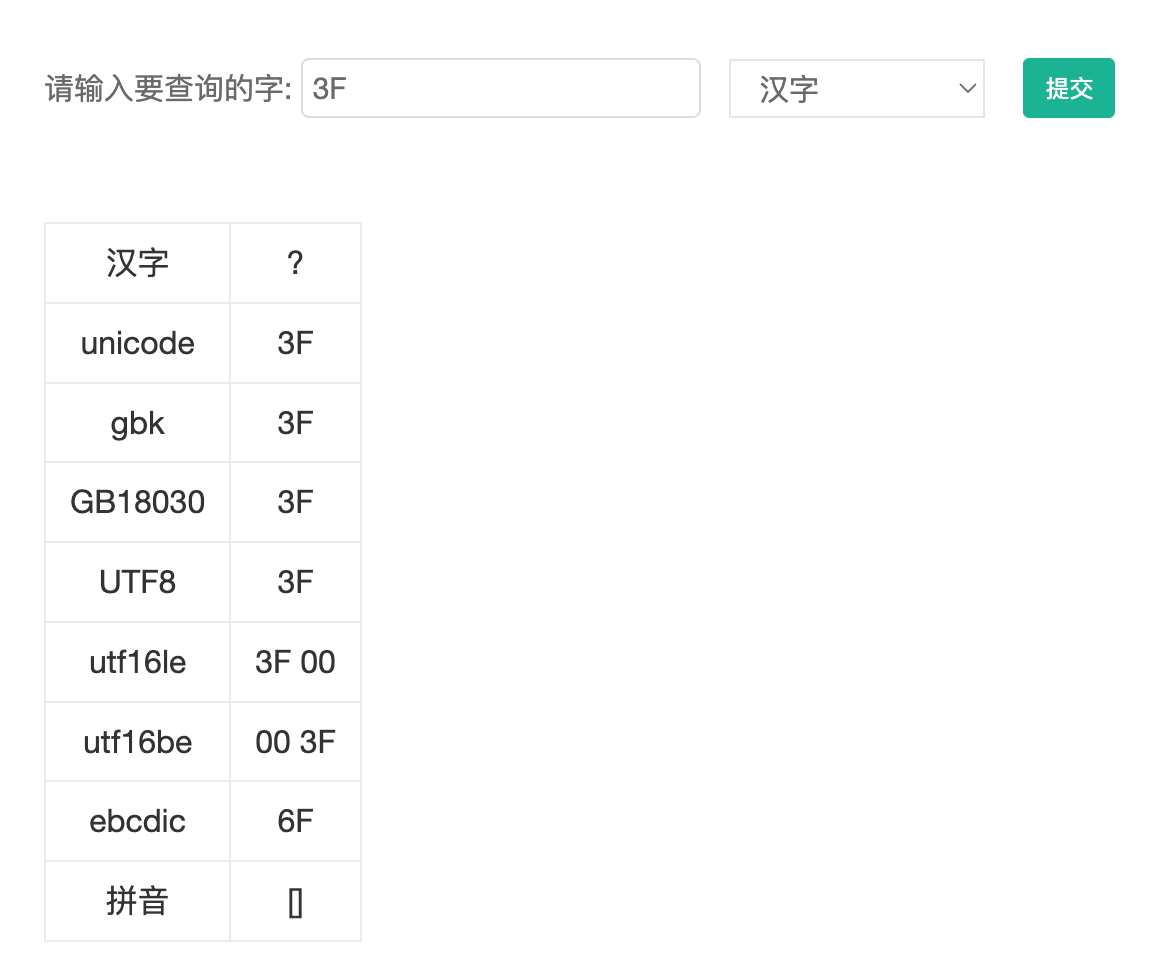 请输入要查询的字: 3F 汉字 提交
汉字 ?
unicode 3F
gbk 3F
GB18030 3F
UTF8 3F
utf16le 3F 00
utf16be 00 3F
ebcdic 6F
拼音 []